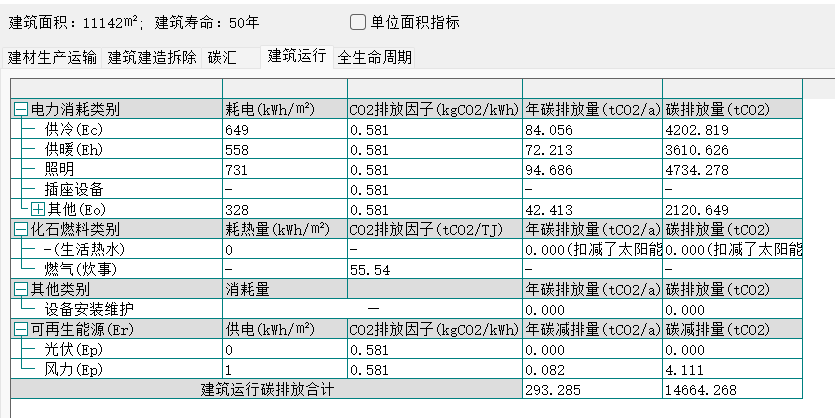 建筑面积: 11142㎡; 建筑寿命: 50年 单位面积指标
建材生产运输 建筑建造拆除 碳汇 建筑运行 全生命周期
电力消耗类别 耗电(kWh/㎡) CO2排放因子(kgCO2/kWh) 年碳排放量(tCO2/a) 碳排放量(tCO2)
供冷(Ec) 649 0.581 84.056 4202.819
供暖(Eh) 558 0.581 72.213 3610.626
照明 731 0.581 94.686 4734.278
插座设备 - 0.581 - -
其他(Eo) 328 0.581 42.413 2120.649
化石燃料类别 耗热量(kWh/㎡) CO2排放因子(tCO2/TJ) 年碳排放量(tCO2/a) 碳排放量(tCO2)
-(生活热水) 0 - 0.000(扣减了太阳能 0.000(扣减了太阳能
燃气(炊事) - 55.54 - -
其他类别 消耗量 年碳排放量(tCO2/a) 碳排放量(tCO2)
设备安装维护 — 0.000 0.000
可再生能源(Er) 供电(kWh/㎡) CO2排放因子(kgCO2/kWh) 年碳减排量(tCO2/a) 碳减排量(tCO2)
光伏(Ep) 0 0.581 0.000 0.000
风力(Ep) 1 0.581 0.082 4.111
建筑运行碳排放合计 293.285 14664.268